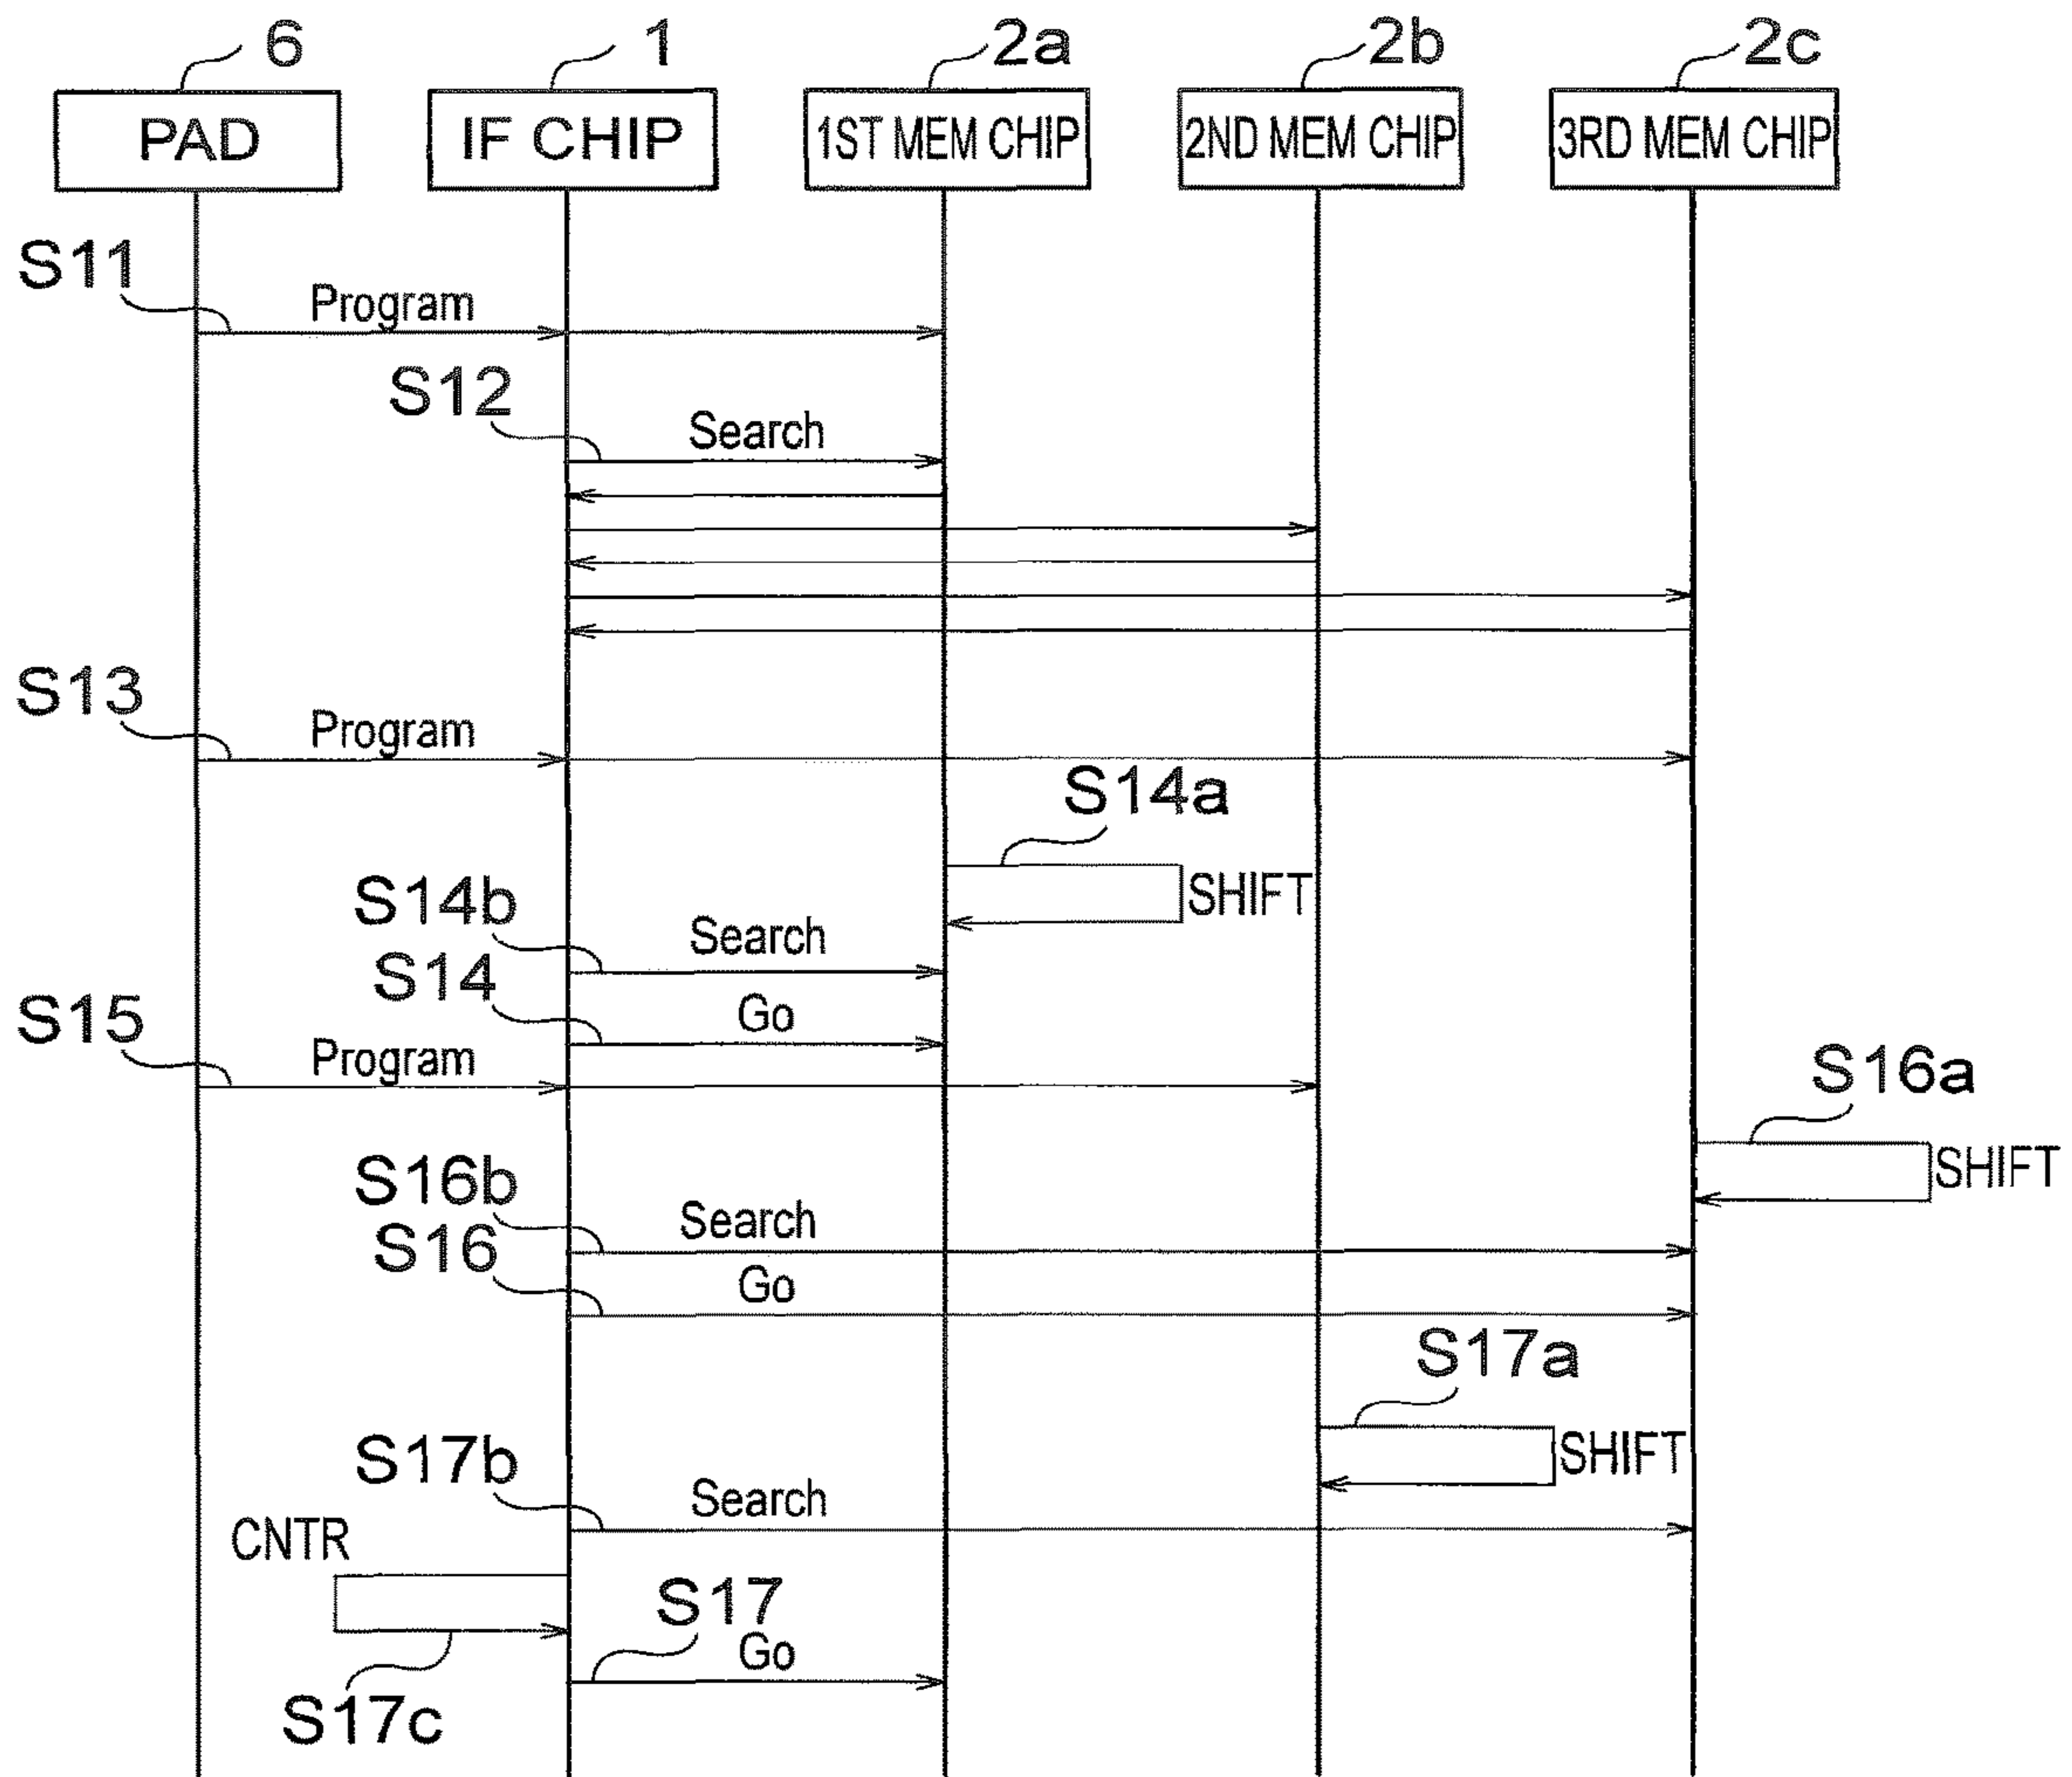 6 1 2a 2b 2c
PAD IF CHIP 1ST MEM CHIP 2ND MEM CHIP 3RD MEM CHIP
S11
Program
S12
Search
S13
Program
S14a
SHIFT
S14b
Search
S14
Go
S15
Program
S16a
SHIFT
S16b
Search
S16
Go
S17a
SHIFT
S17b
Search
CNTR
S17
Go
S17c